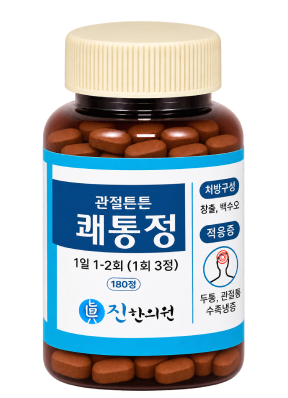 관절튼튼
쾌통정
1일 1-2회 (1회 3정)
180정
眞 진한의원
처방구성
창출, 백수오
적응증
두통, 관절통
수족냉증